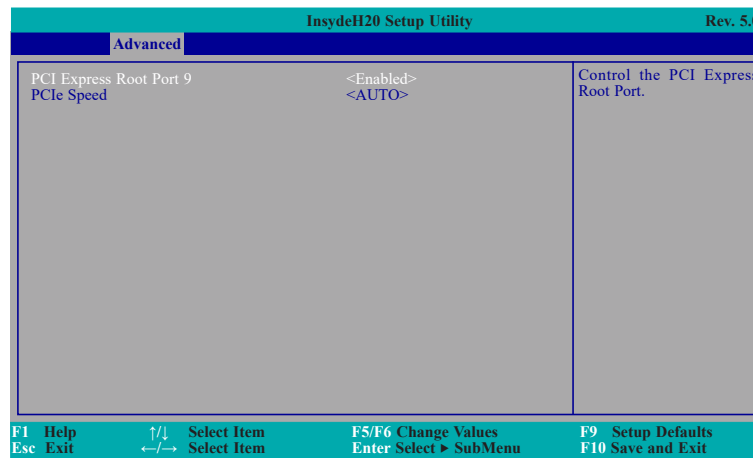 InsydeH20 Setup Utility Rev. 5.
Advanced
PCI Express Root Port 9 <Enabled>
PCIe Speed <AUTO>
Control the PCI Express
Root Port.
F1 Help ↑/↓ Select Item F5/F6 Change Values F9 Setup Defaults
Esc Exit ←/→ Select Item Enter Select ► SubMenu F10 Save and Exit